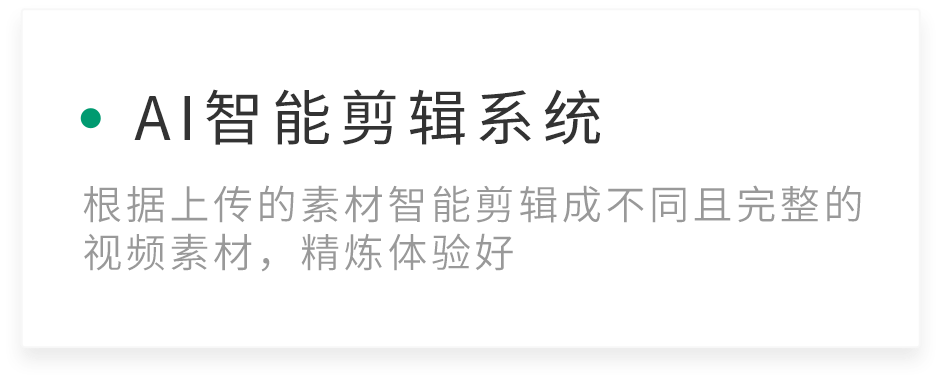 AI智能剪辑系统
根据上传的素材智能剪辑成不同且完整的
视频素材，精炼体验好